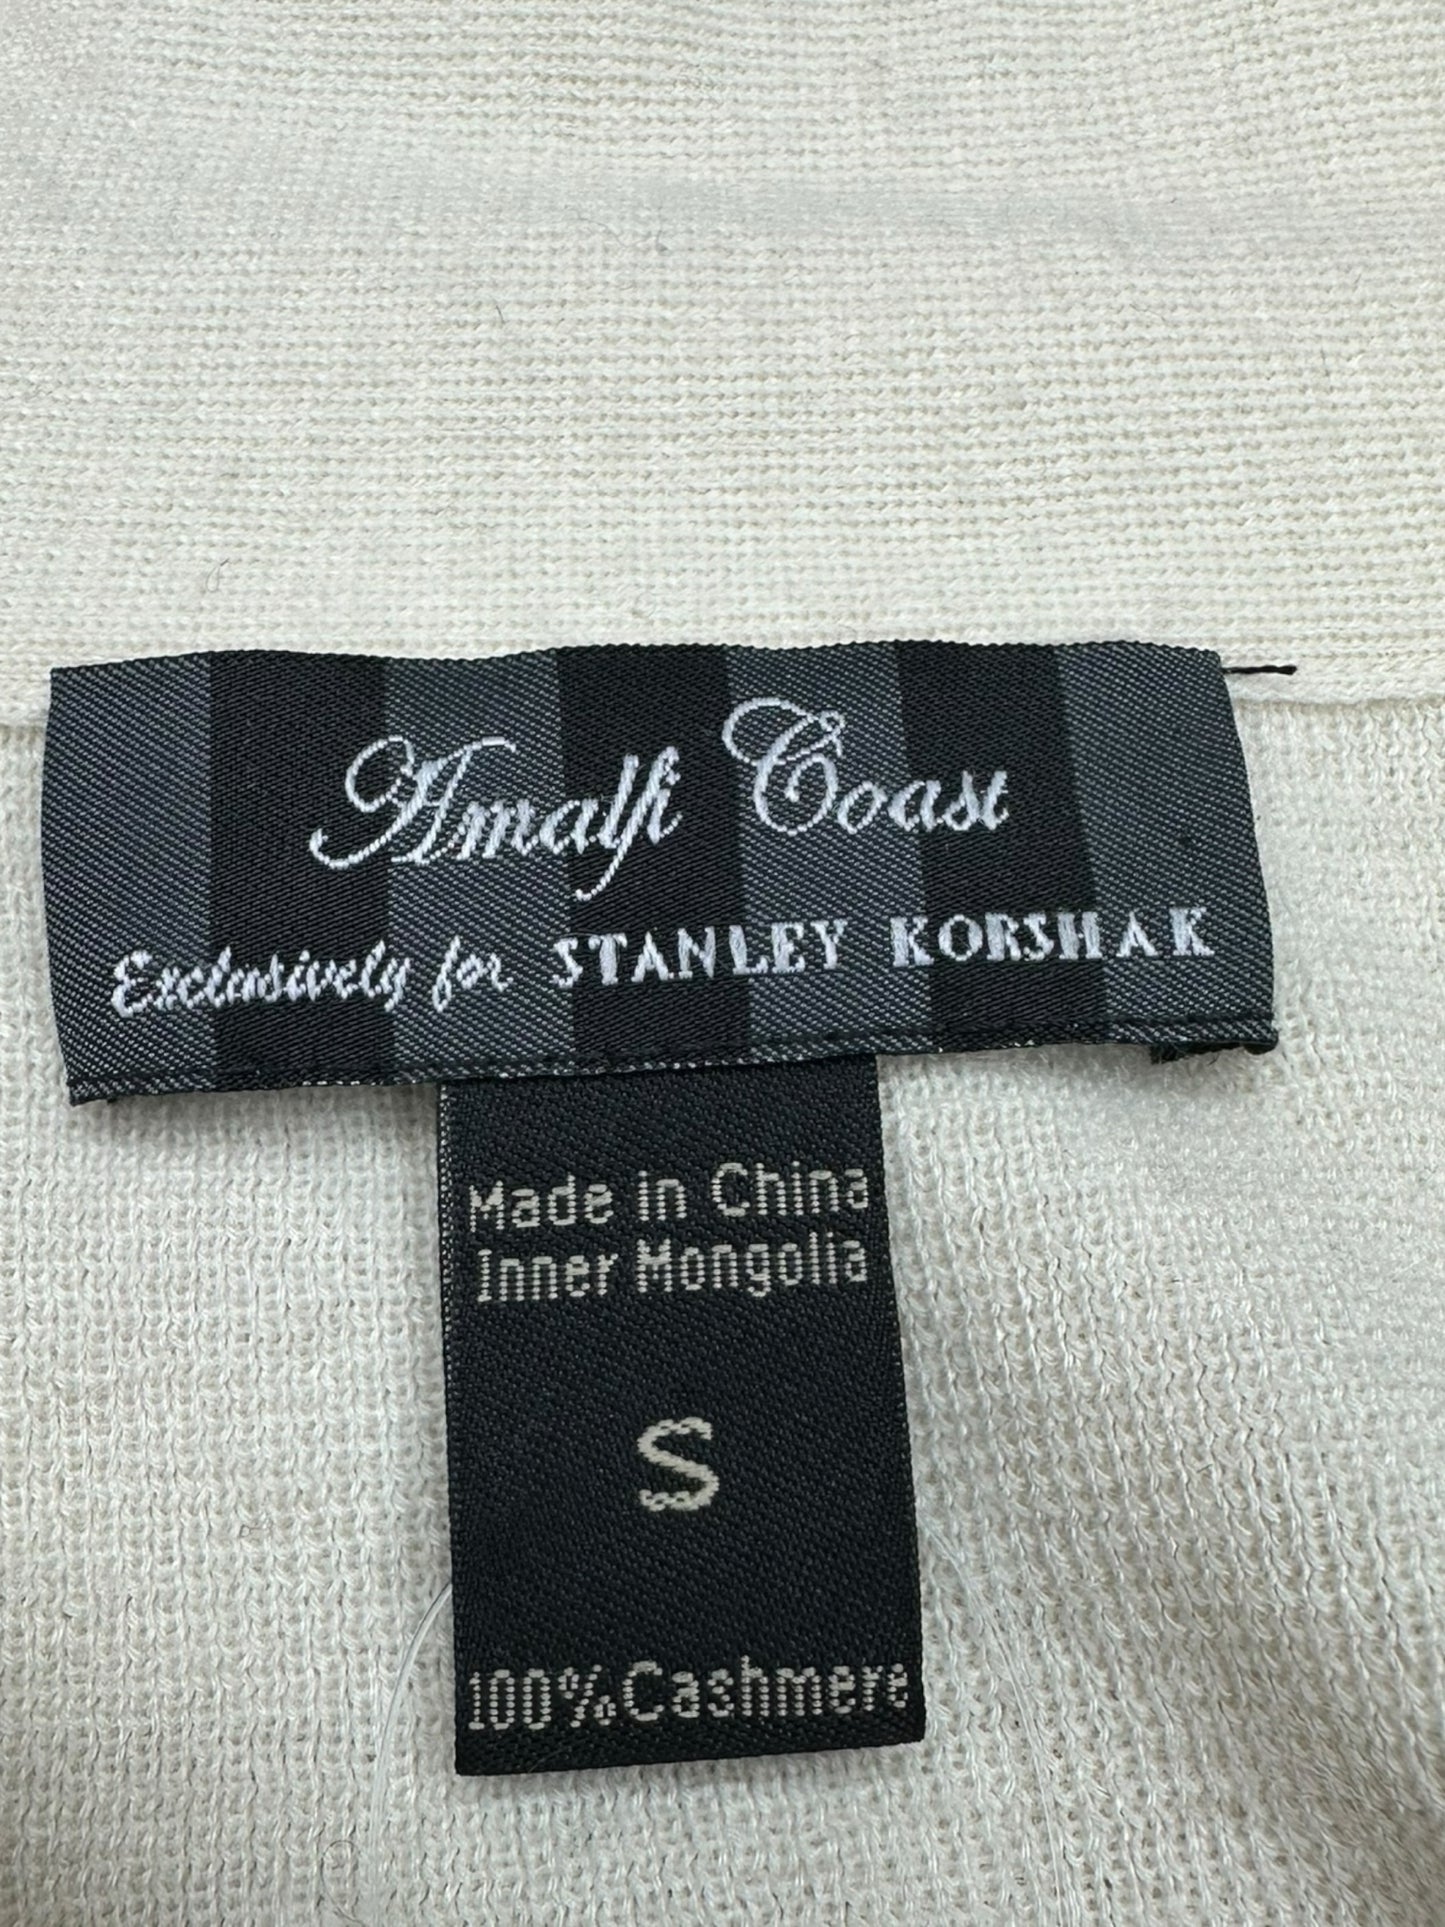 Amalfi Coast
Exclusively for STANLEY KORSHAK
Made in China
Inner Mongolia
S
100% Cashmere